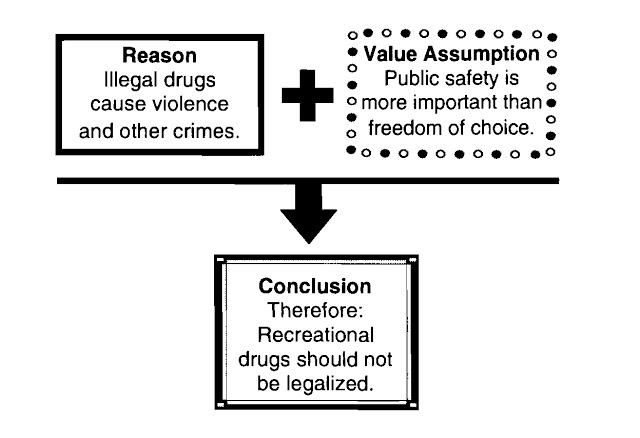 Reason
Illegal drugs
cause violence
and other crimes.
Value Assumption
Public safety is
more important than
freedom of choice.
Conclusion
Therefore:
Recreational
drugs should not
be legalized.